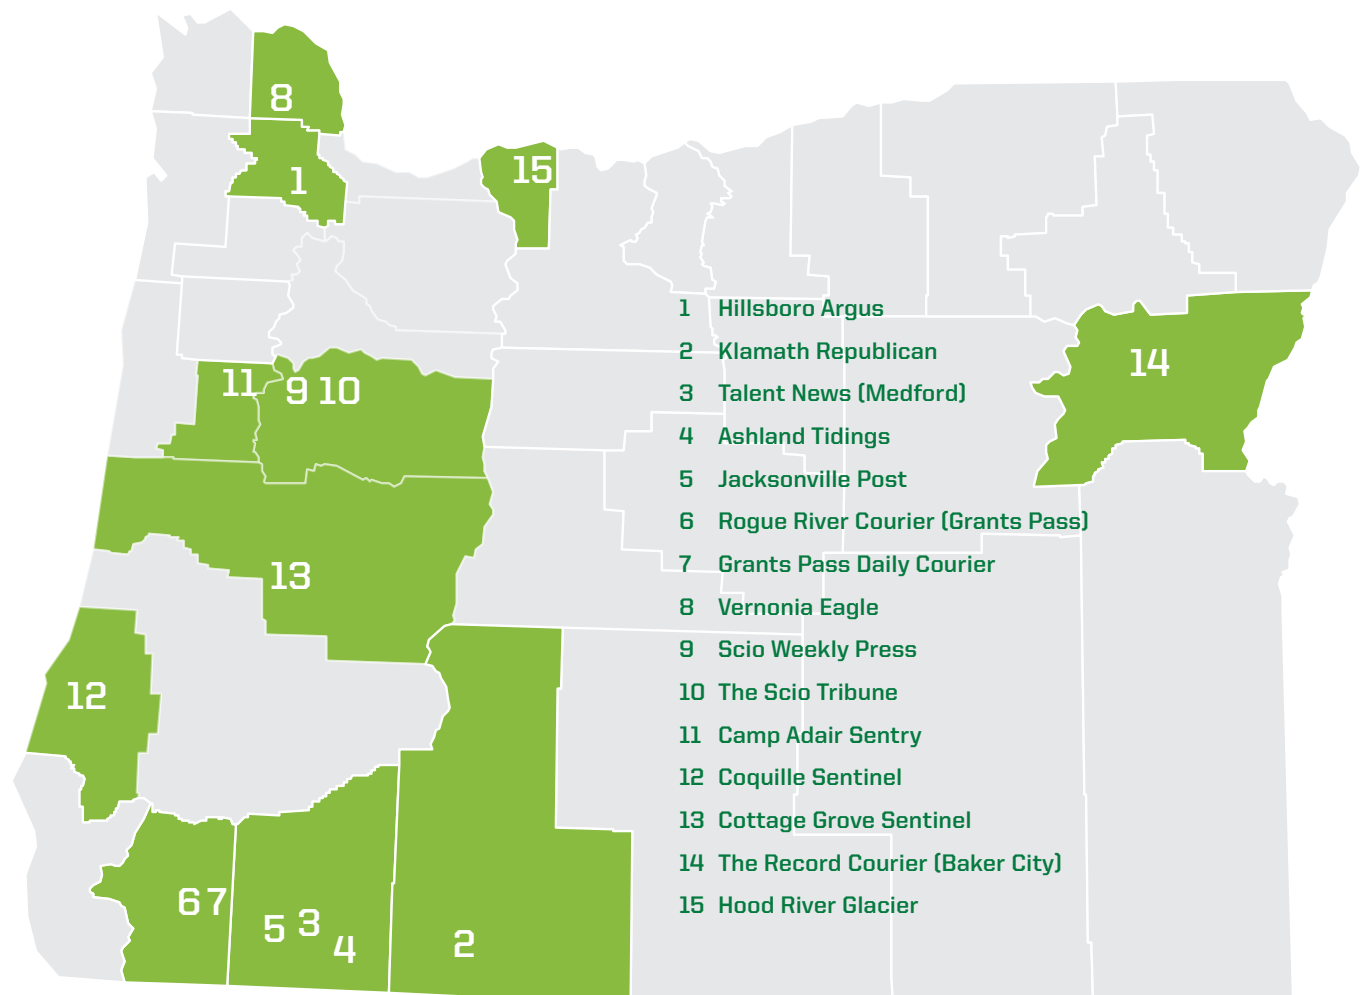 8
15
1
1 Hillsboro Argus
2 Klamath Republican
14
11 9 10
3 Talent News (Medford)
4 Ashland Tidings
5 Jacksonville Post
6 Rogue River Courier (Grants Pass)
13
7 Grants Pass Daily Courier
8 Vernonia Eagle
9 Scio Weekly Press
12
10 The Scio Tribune
11 Camp Adair Sentry
12 Coquille Sentinel
13 Cottage Grove Sentinel
14 The Record Courier (Baker City)
15 Hood River Glacier
6 7
5 3
4
2